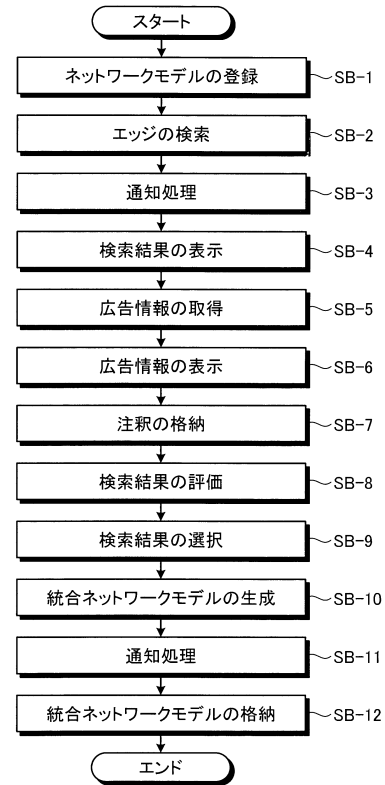 スタート
ネットワークモデルの登録 SB-1
エッジの検索 SB-2
通知処理 SB-3
検索結果の表示 SB-4
広告情報の取得 SB-5
広告情報の表示 SB-6
注釈の格納 SB-7
検索結果の評価 SB-8
検索結果の選択 SB-9
統合ネットワークモデルの生成 SB-10
通知処理 SB-11
統合ネットワークモデルの格納 SB-12
エンド